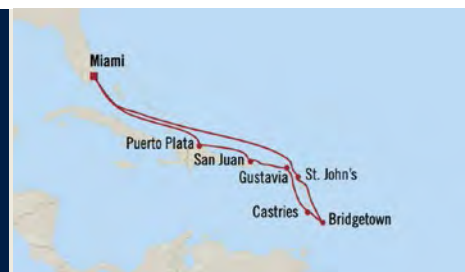 Miami
Puerto Plata
San Juan
Gustavia
St. John's
Castries
Bridgetown